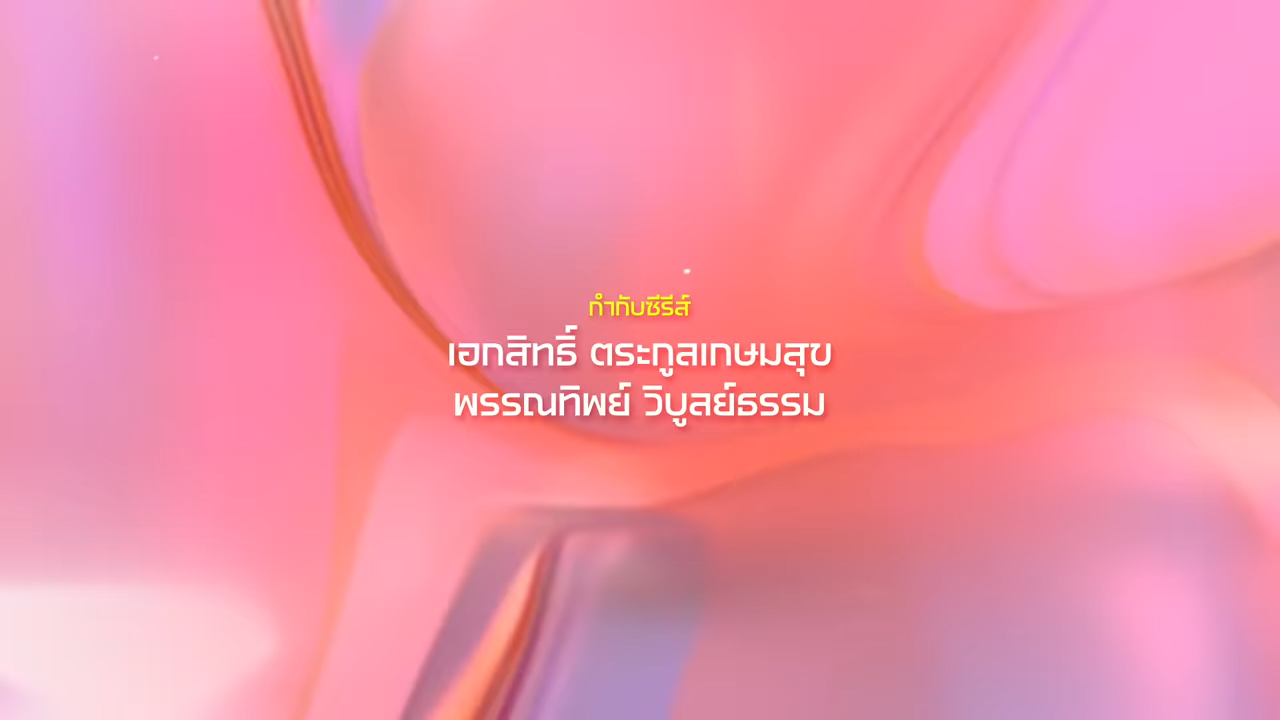 กำกับซีรีส์
เอกสิทธิ์ ตระกูลเกษมสุข
พรรณทิพย์ วิบูลย์ธรรม